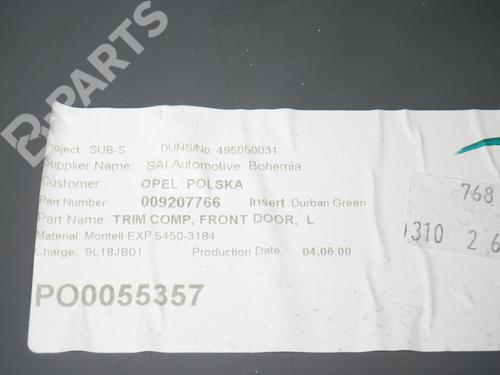 B-PARTS
Project: SUB-S DUNS/No: 495050031
Supplier Name: SAI Automotive Bohemia
Customer: OPEL POLSKA
Part Number: 009207766 Insert Durban Green
Part Name: TRIM COMP, FRONT DOOR, L
Material: Montell EXP 5450-3184
Charge: 9L18JB01 Production Date 04.06.00
PO0055357
768
1310 2 6